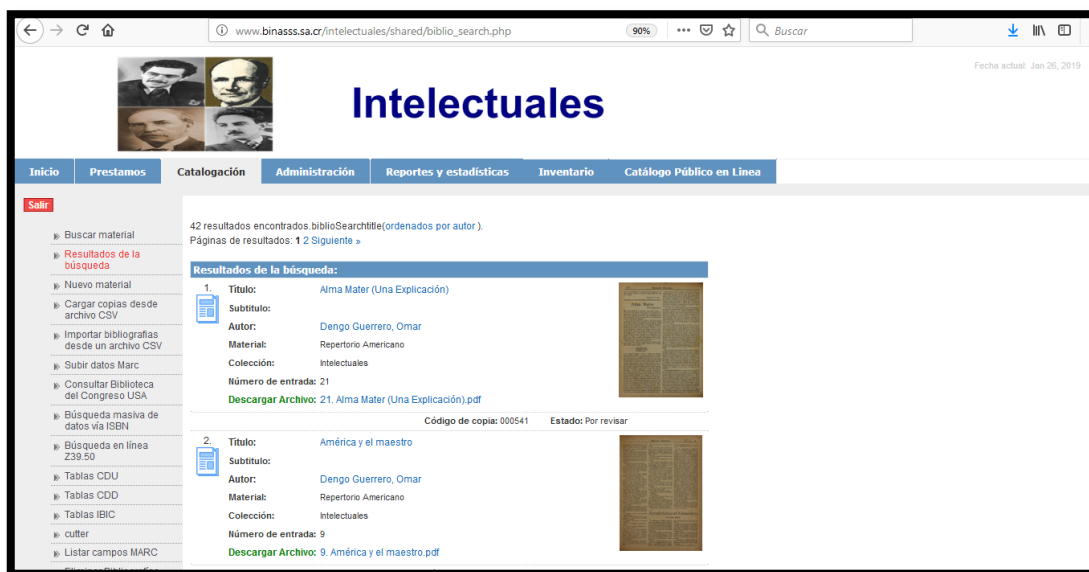 www.binasss.sa.cr/intelectuales/shared/biblio_search.php
90%
Buscar
Fecha actual: Jan 26, 2019
Intelectuales
Inicio Prestamos Catalogación Administración Reportes y estadísticas Inventario Catálogo Público en Linea
Salir
Buscar material
Resultados de la
búsqueda
Nuevo material
Cargar copias desde
archivo CSV
Importar bibliografias
desde un archivo CSV
Subir datos Marc
Consultar Biblioteca
del Congreso USA
Búsqueda masiva de
datos vía ISBN
Búsqueda en línea
Z39.50
Tablas CDU
Tablas CDD
Tablas IBIC
cutter
Listar campos MARC
42 resultados encontrados.biblioSearchtitle(ordenados por autor ).
Páginas de resultados: 1 2 Siguiente »
Resultados de la búsqueda:
1. Título: Alma Mater (Una Explicación)
Subtitulo:
Autor: Dengo Guerrero, Omar
Material: Repertorio Americano
Colección: Intelectuales
Número de entrada: 21
Descargar Archivo: 21. Alma Mater (Una Explicación).pdf
Código de copia: 000541 Estado: Por revisar
2. Título: América y el maestro
Subtitulo:
Autor: Dengo Guerrero, Omar
Material: Repertorio Americano
Colección: Intelectuales
Número de entrada: 9
Descargar Archivo: 9. América y el maestro.pdf